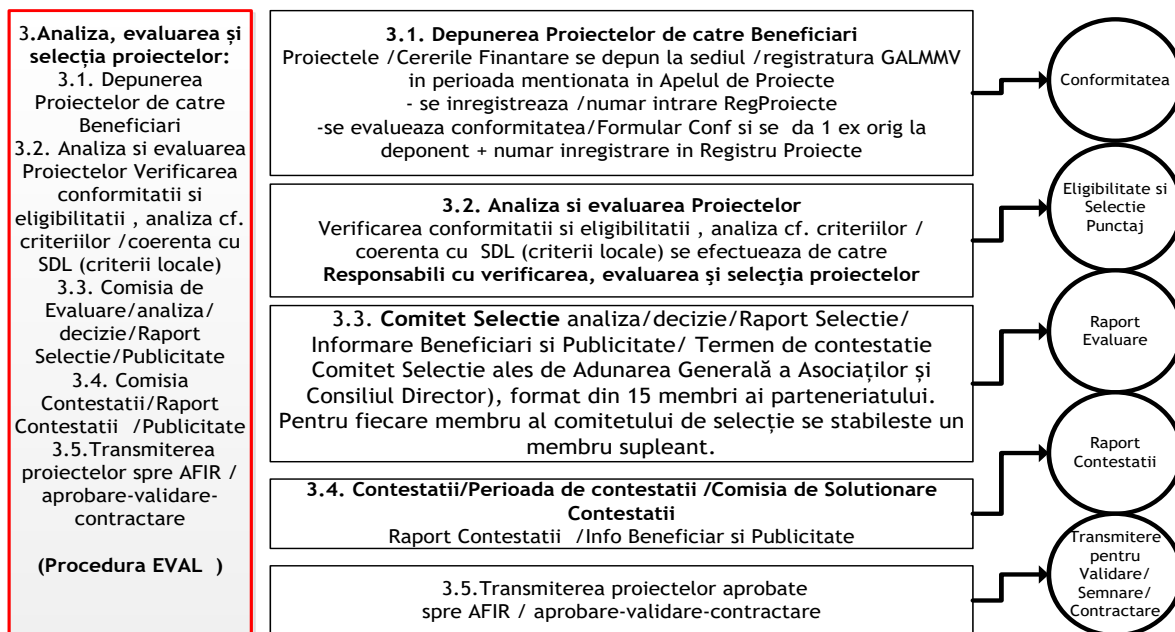 3.Analiza, evaluarea și
selecția proiectelor:
3.1. Depunerea
Proiectelor de catre
Beneficiari
3.2. Analiza si evaluarea
Proiectelor Verificarea
conformitatii si
eligibilitatii , analiza cf.
criteriilor /coerenta cu
SDL (criterii locale)
3.3. Comisia de
Evaluare/analiza/
decizie/Raport
Selectie/Publicitate
3.4. Comisia
Contestatii/Raport
Contestatii /Publicitate
3.5.Transmiterea
proiectelor spre AFIR /
aprobare-validare-
contractare
(Procedura EVAL )
3.1. Depunerea Proiectelor de catre Beneficiari
Proiectele /Cererile Finantare se depun la sediul /registratura GALMMV
in perioada mentionata in Apelul de Proiecte
- se inregistreaza /numar intrare RegProiecte
-se evalueaza conformitatea/Formular Conf si se da 1 ex orig la
deponent + numar inregistrare in Registru Proiecte
Conformitatea
3.2. Analiza si evaluarea Proiectelor
Verificarea conformitatii si eligibilitatii , analiza cf. criteriilor /
coerenta cu SDL (criterii locale) se efectueaza de catre
Responsabili cu verificarea, evaluarea şi selecţia proiectelor
Eligibilitate si
Selectie
Punctaj
3.3. Comitet Selectie analiza/decizie/Raport Selectie/
Informare Beneficiari si Publicitate/ Termen de contestatie
Comitet Selectie ales de Adunarea Generală a Asociaților și
Consiliul Director), format din 15 membri ai parteneriatului.
Pentru fiecare membru al comitetului de selecție se stabileste un
membru supleant.
Raport
Evaluare
3.4. Contestatii/Perioada de contestatii /Comisia de Solutionare
Contestatii
Raport Contestatii /Info Beneficiar si Publicitate
Raport
Contestatii
3.5.Transmiterea proiectelor aprobate
spre AFIR / aprobare-validare-contractare
Transmitere
pentru
Validare/
Semnare/
Contractare